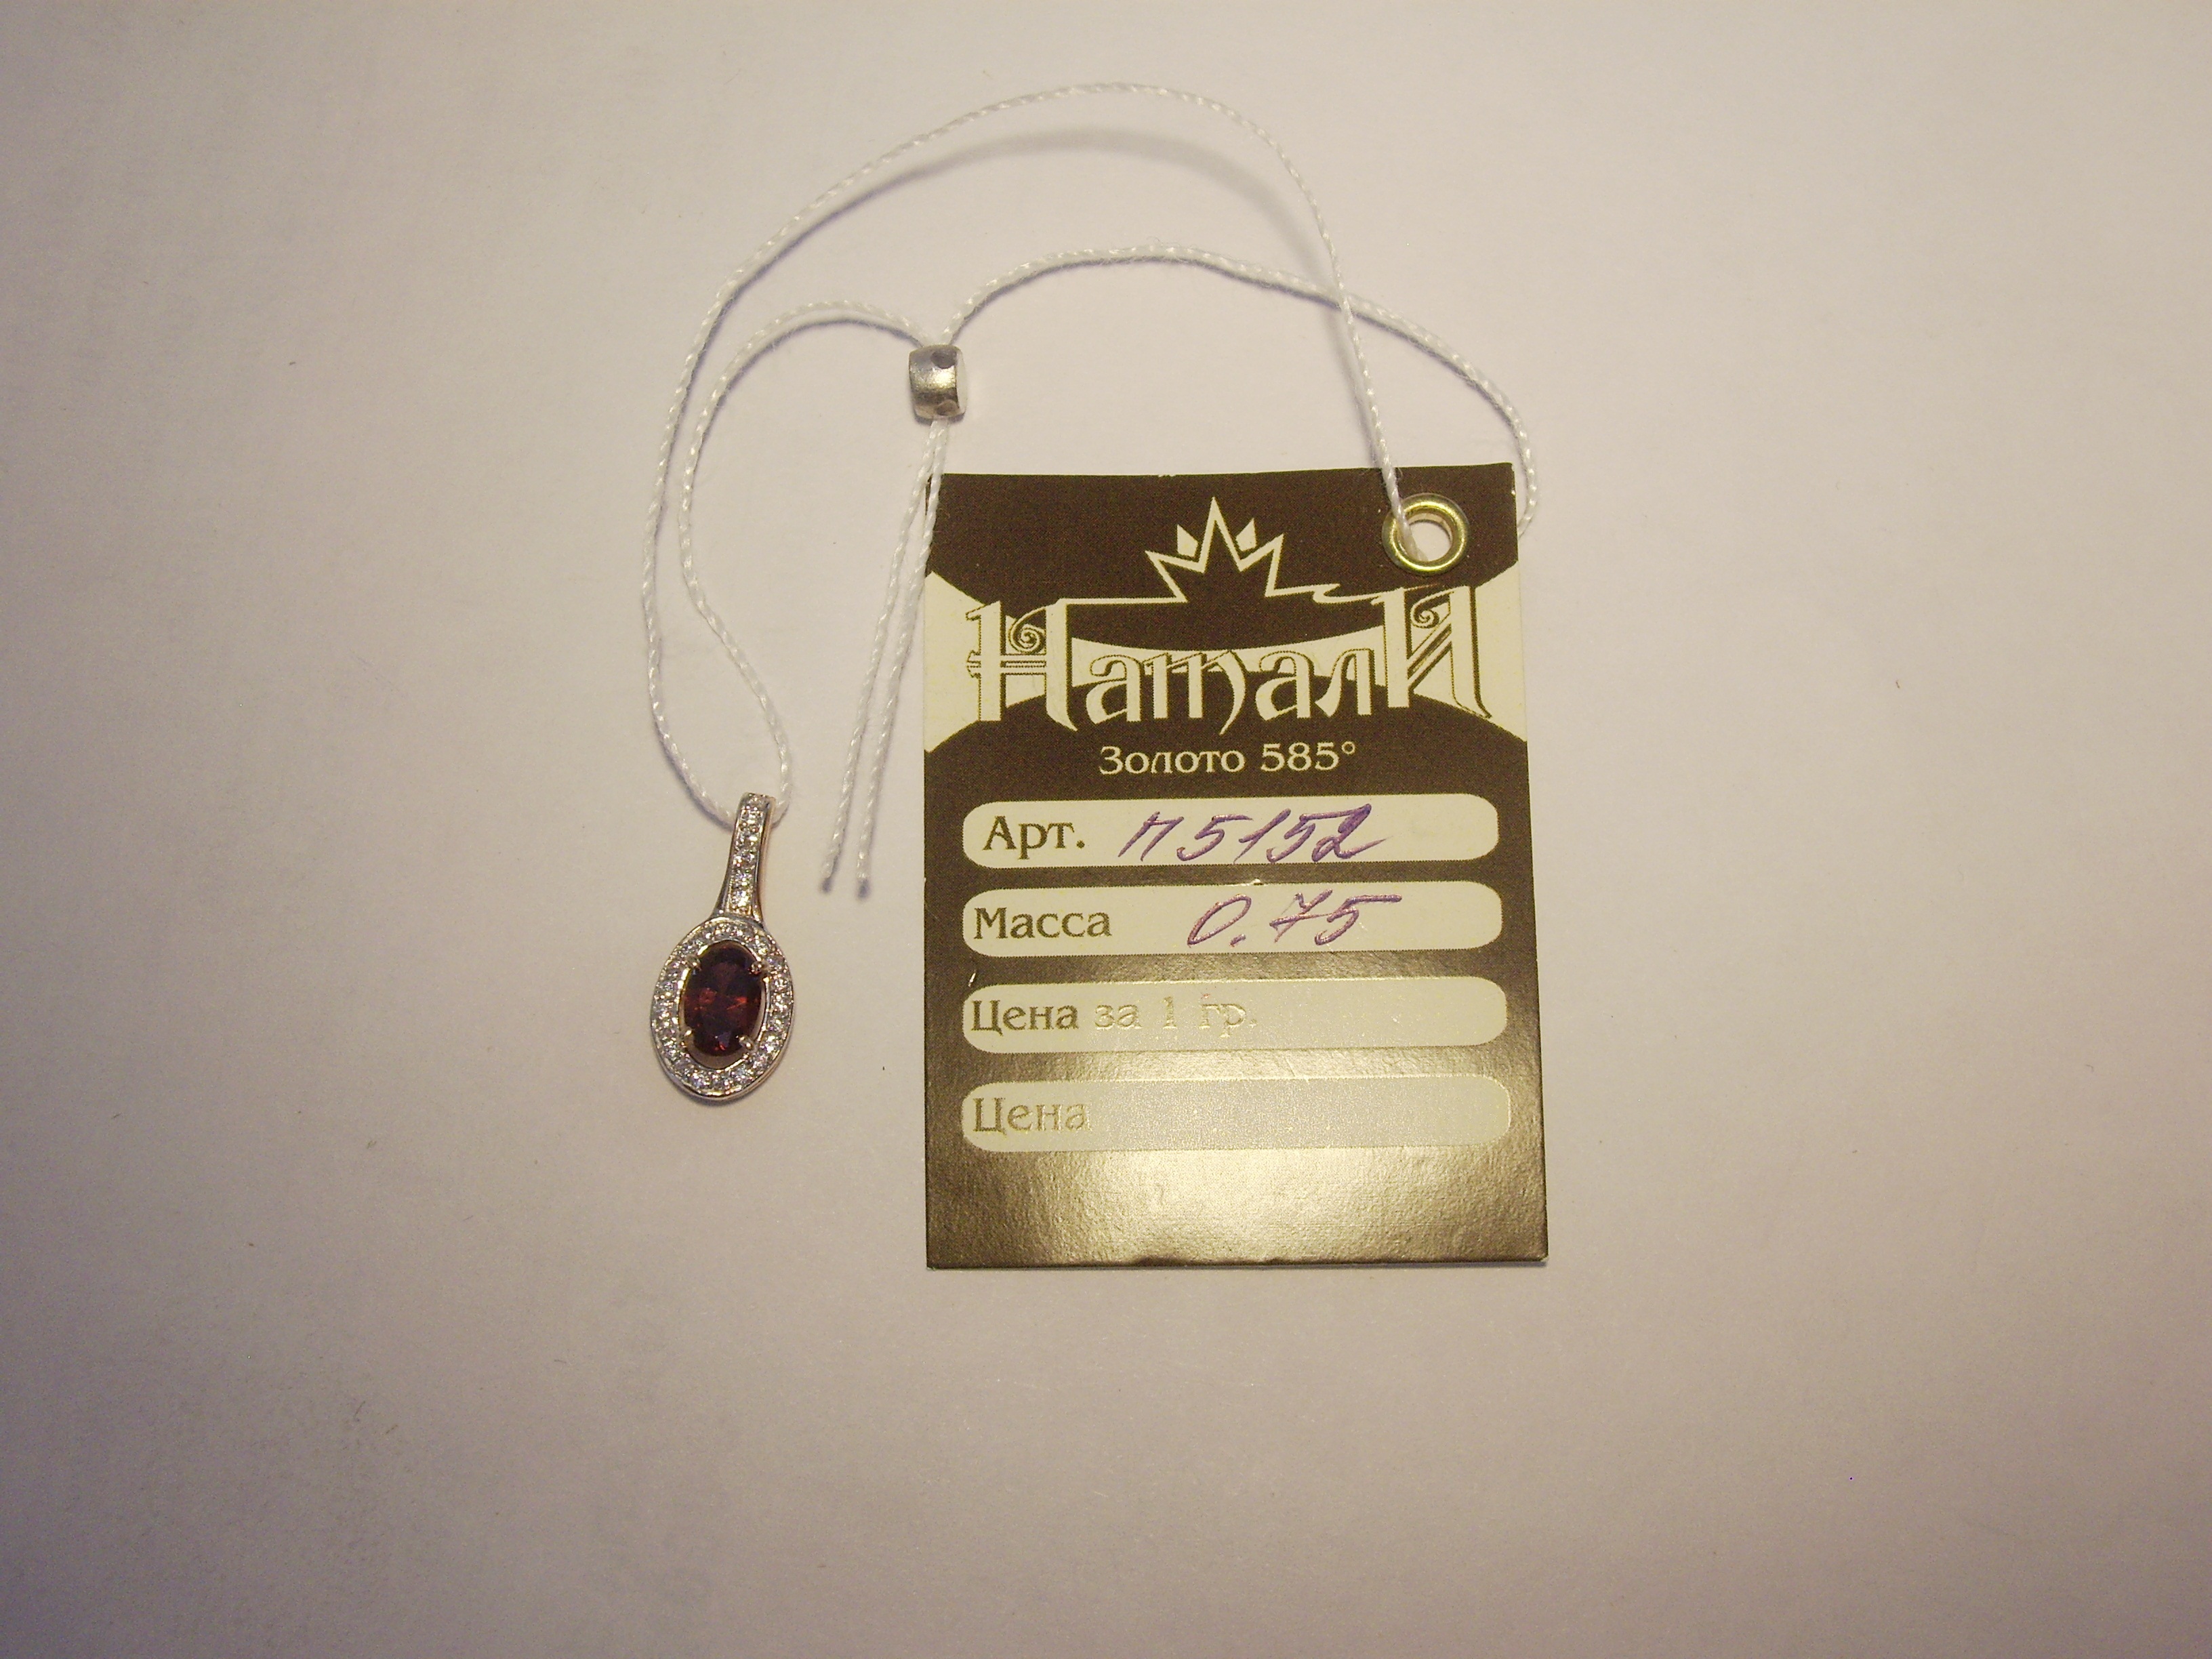 Натали
Золото 585°
Арт. п5152
Масса 0.75
Цена за 1 гр.
Цена